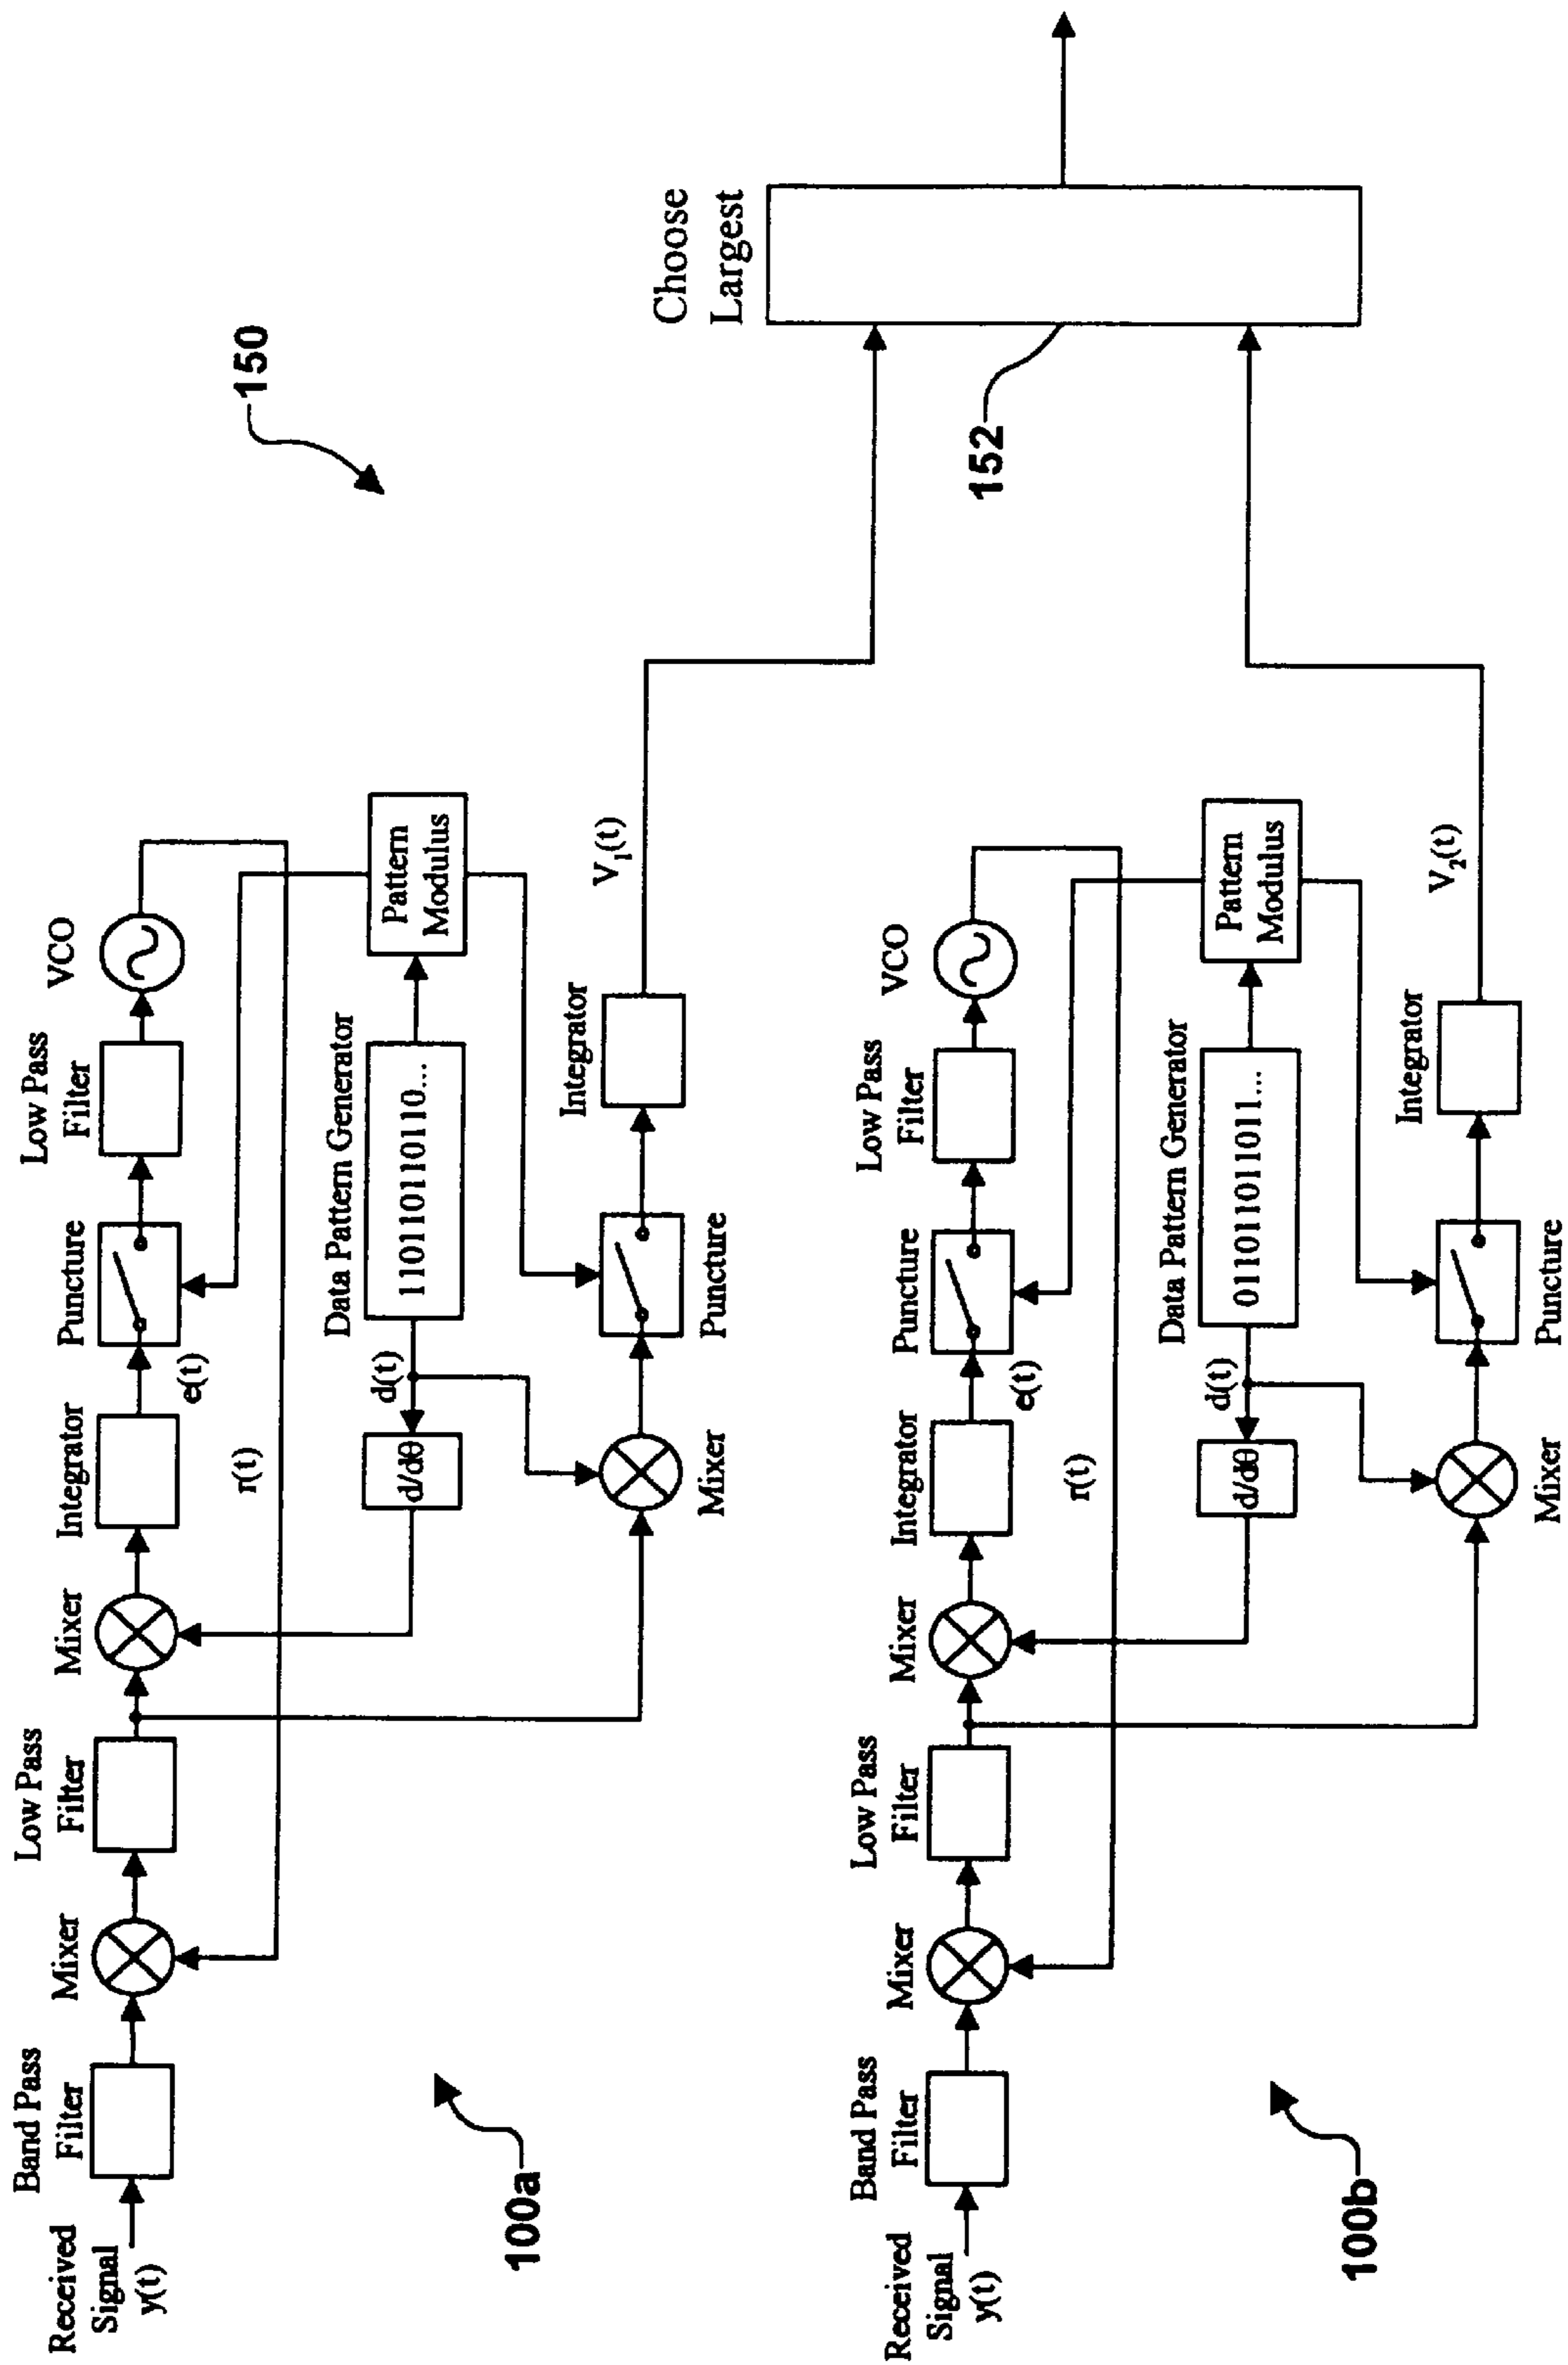 150
Low Pass
Filter
VCO
Puncture
Integrator
e(t)
Mixer
Low Pass
Filter
Mixer
Band Pass
Filter
Received
Signal
y(t)
r(t)
Data Pattern Generator
110110110110...
Pattern
Modulus
d(t)
d/dθ
Mixer
Puncture
Integrator
V1(t)
100a
Choose
Largest
152
Received
Signal
y(t)
Band Pass
Filter
Mixer
Low Pass
Filter
Mixer
Integrator
e(t)
Puncture
Low Pass
Filter
VCO
r(t)
Data Pattern Generator
011011011011...
Pattern
Modulus
d(t)
d/dθ
Mixer
Puncture
Integrator
V2(t)
100b